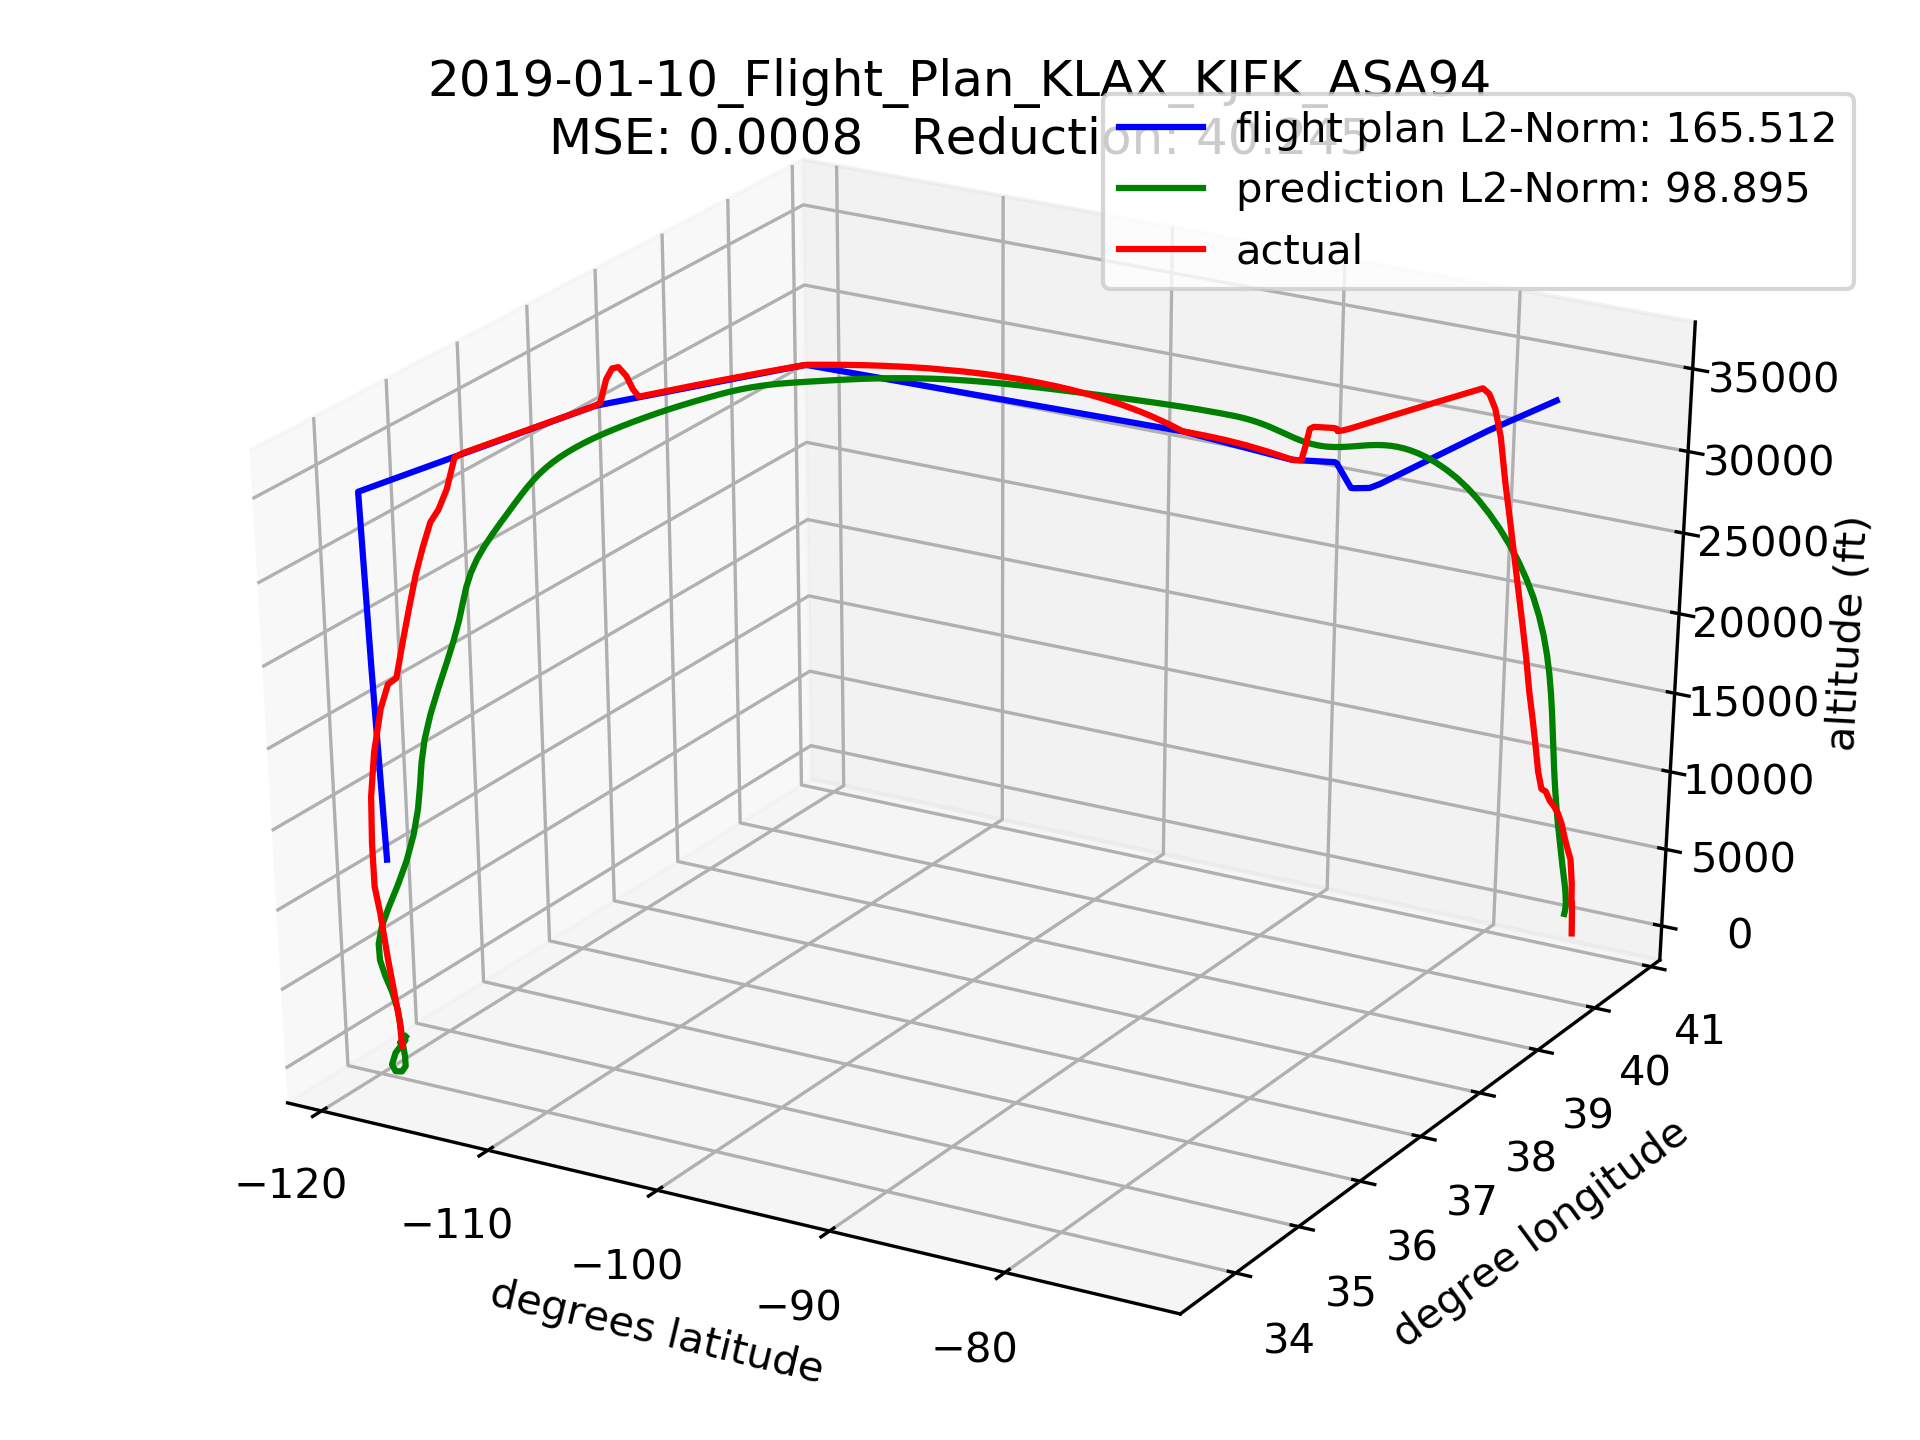 2019-01-10_Flight_Plan_KLAX_KJFK_ASA94
MSE: 0.0008   Reduction: 40.245
flight plan L2-Norm: 165.512
prediction L2-Norm: 98.895
actual
35000
30000
25000
20000
15000
10000
5000
0
altitude (ft)
−120
−110
−100
−90
−80
degrees latitude
34
35
36
37
38
39
40
41
degree longitude